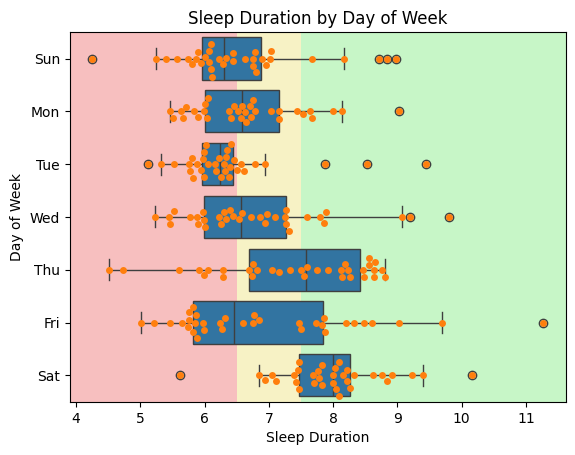 Sleep Duration by Day of Week
Day of Week
Sun
Mon
Tue
Wed
Thu
Fri
Sat
4 5 6 7 8 9 10 11
Sleep Duration